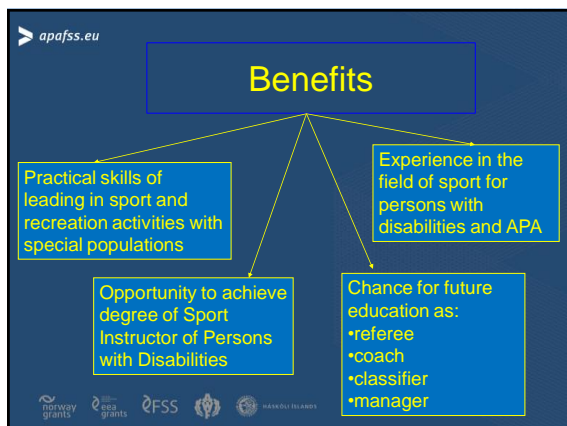 apafss.eu
Benefits
Practical skills of
leading in sport and
recreation activities with
special populations
Experience in the
field of sport for
persons with
disabilities and APA
Opportunity to achieve
degree of Sport
Instructor of Persons
with Disabilities
Chance for future
education as:
•referee
•coach
•classifier
•manager
norway
grants
eea
grants
FSS
HÁSKÓLI ÍSLANDS